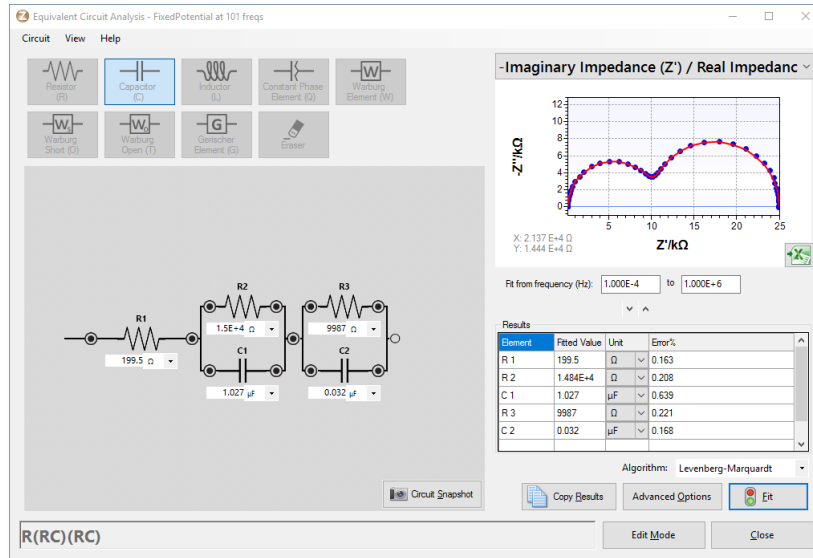 Equivalent Circuit Analysis - FixedPotential at 101 freqs
Circuit View Help
Resistor (R)
Capacitor (C)
Inductor (L)
Constant Phase Element (Q)
Warburg Element (W)
Warburg Short (O)
Warburg Open (T)
Gerischer Element (G)
Eraser
W
Ws
Wo
G
R1
199.5 Ω
R2
1.5E+4 Ω
C1
1.027 µF
R3
9987 Ω
C2
0.032 µF
Circuit Snapshot
R(RC)(RC)
-Imaginary Impedance (Z') / Real Impedanc
-Z''/kΩ
12
10
8
6
4
2
0
5 10 15 20 25
Z'/kΩ
X: 2.137 E+4 Ω
Y: 1.444 E+4 Ω
Fit from frequency (Hz): 1.000E-4 to 1.000E+6
Results
Element Fitted Value Unit Error%
R 1 199.5 Ω 0.163
R 2 1.484E+4 Ω 0.208
C 1 1.027 µF 0.639
R 3 9987 Ω 0.221
C 2 0.032 µF 0.168
Algorithm: Levenberg-Marquardt
Copy Results Advanced Options Fit
Edit Mode Close